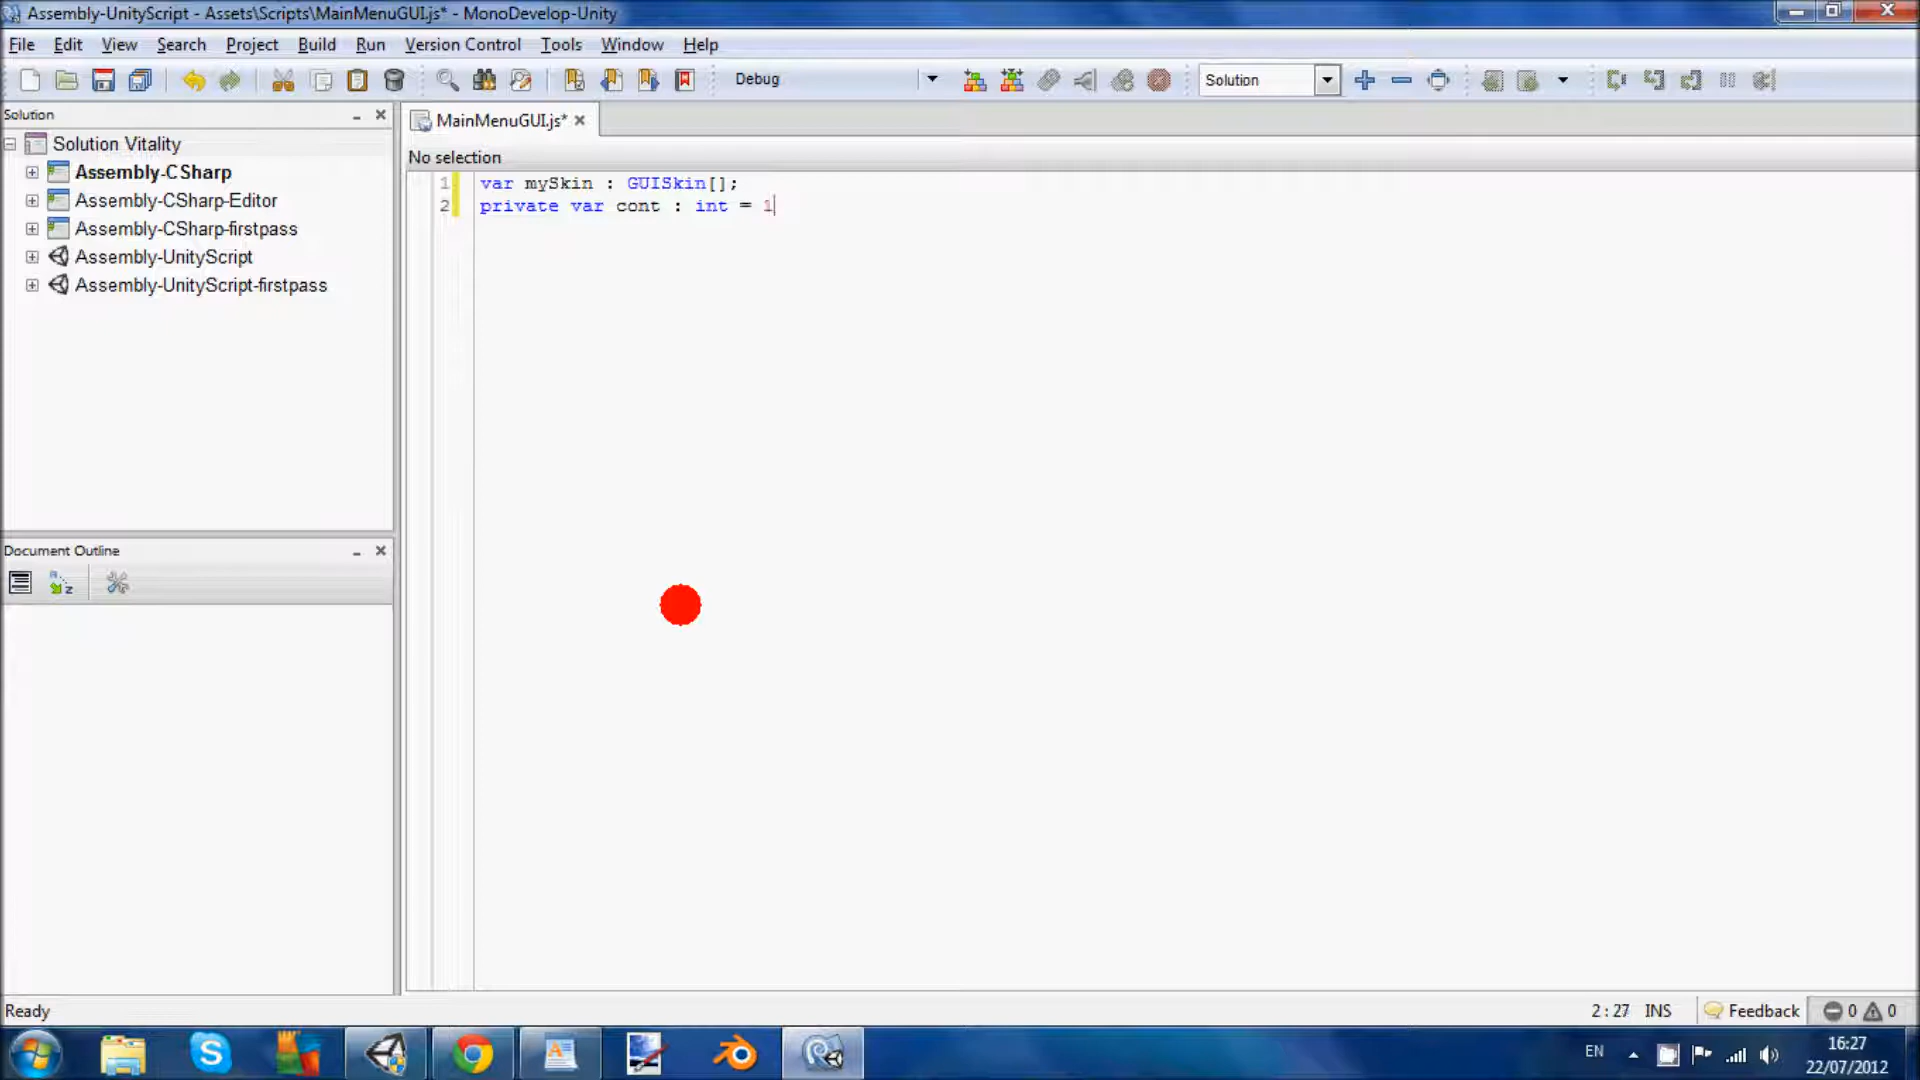 Assembly-UnityScript - Assets\Scripts\MainMenuGUI.js* - MonoDevelop-Unity
File Edit View Search Project Build Run Version Control Tools Window Help
Debug
Solution
Solution
MainMenuGUI.js*
Solution Vitality
Assembly-CSharp
Assembly-CSharp-Editor
Assembly-CSharp-firstpass
Assembly-UnityScript
Assembly-UnityScript-firstpass
No selection
1 var mySkin : GUISkin[];
2 private var cont : int = 1
Document Outline
Ready
2 : 27 INS
Feedback
0 0
EN
16:27
22/07/2012